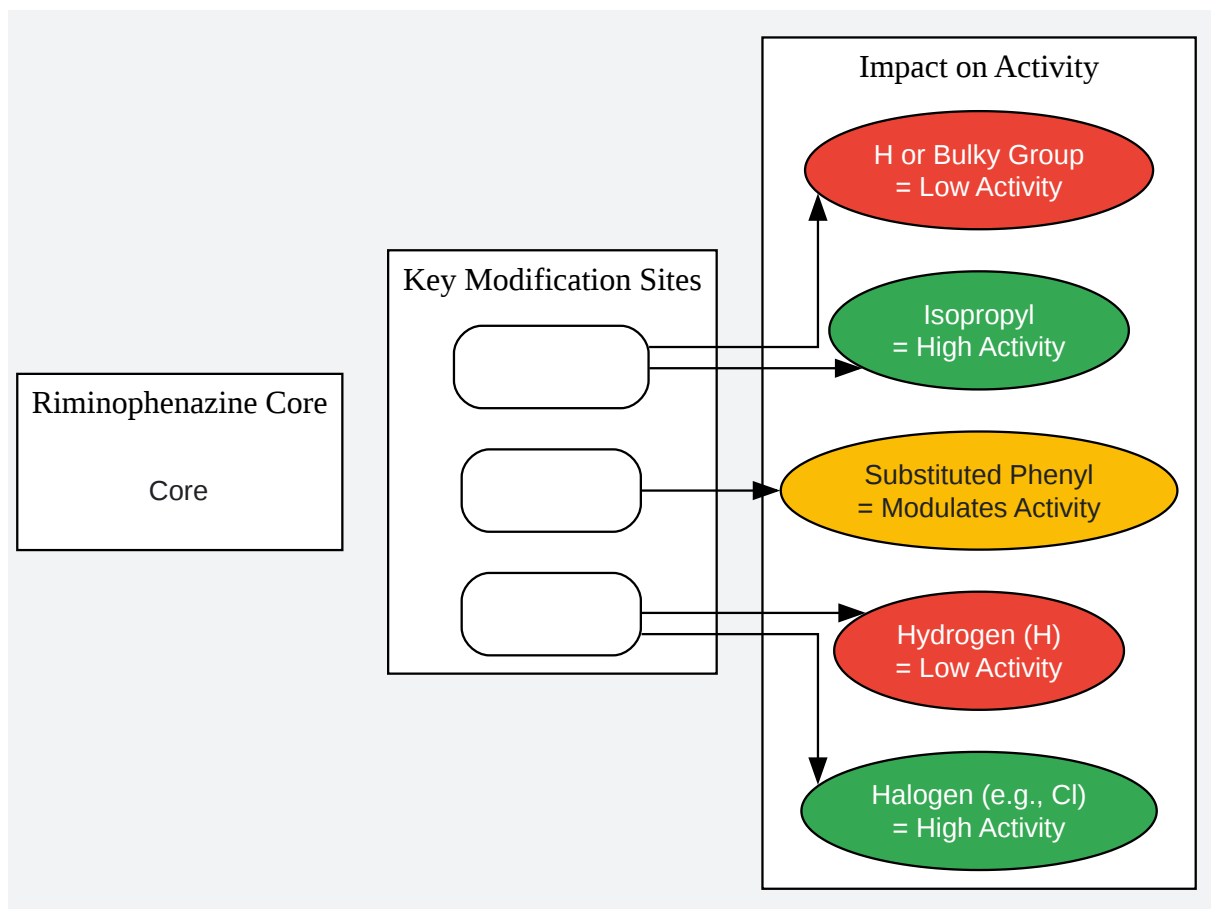 Riminophenazine Core
Core
Key Modification Sites
Impact on Activity
H or Bulky Group
= Low Activity
Isopropyl
= High Activity
Substituted Phenyl
= Modulates Activity
Hydrogen (H)
= Low Activity
Halogen (e.g., Cl)
= High Activity